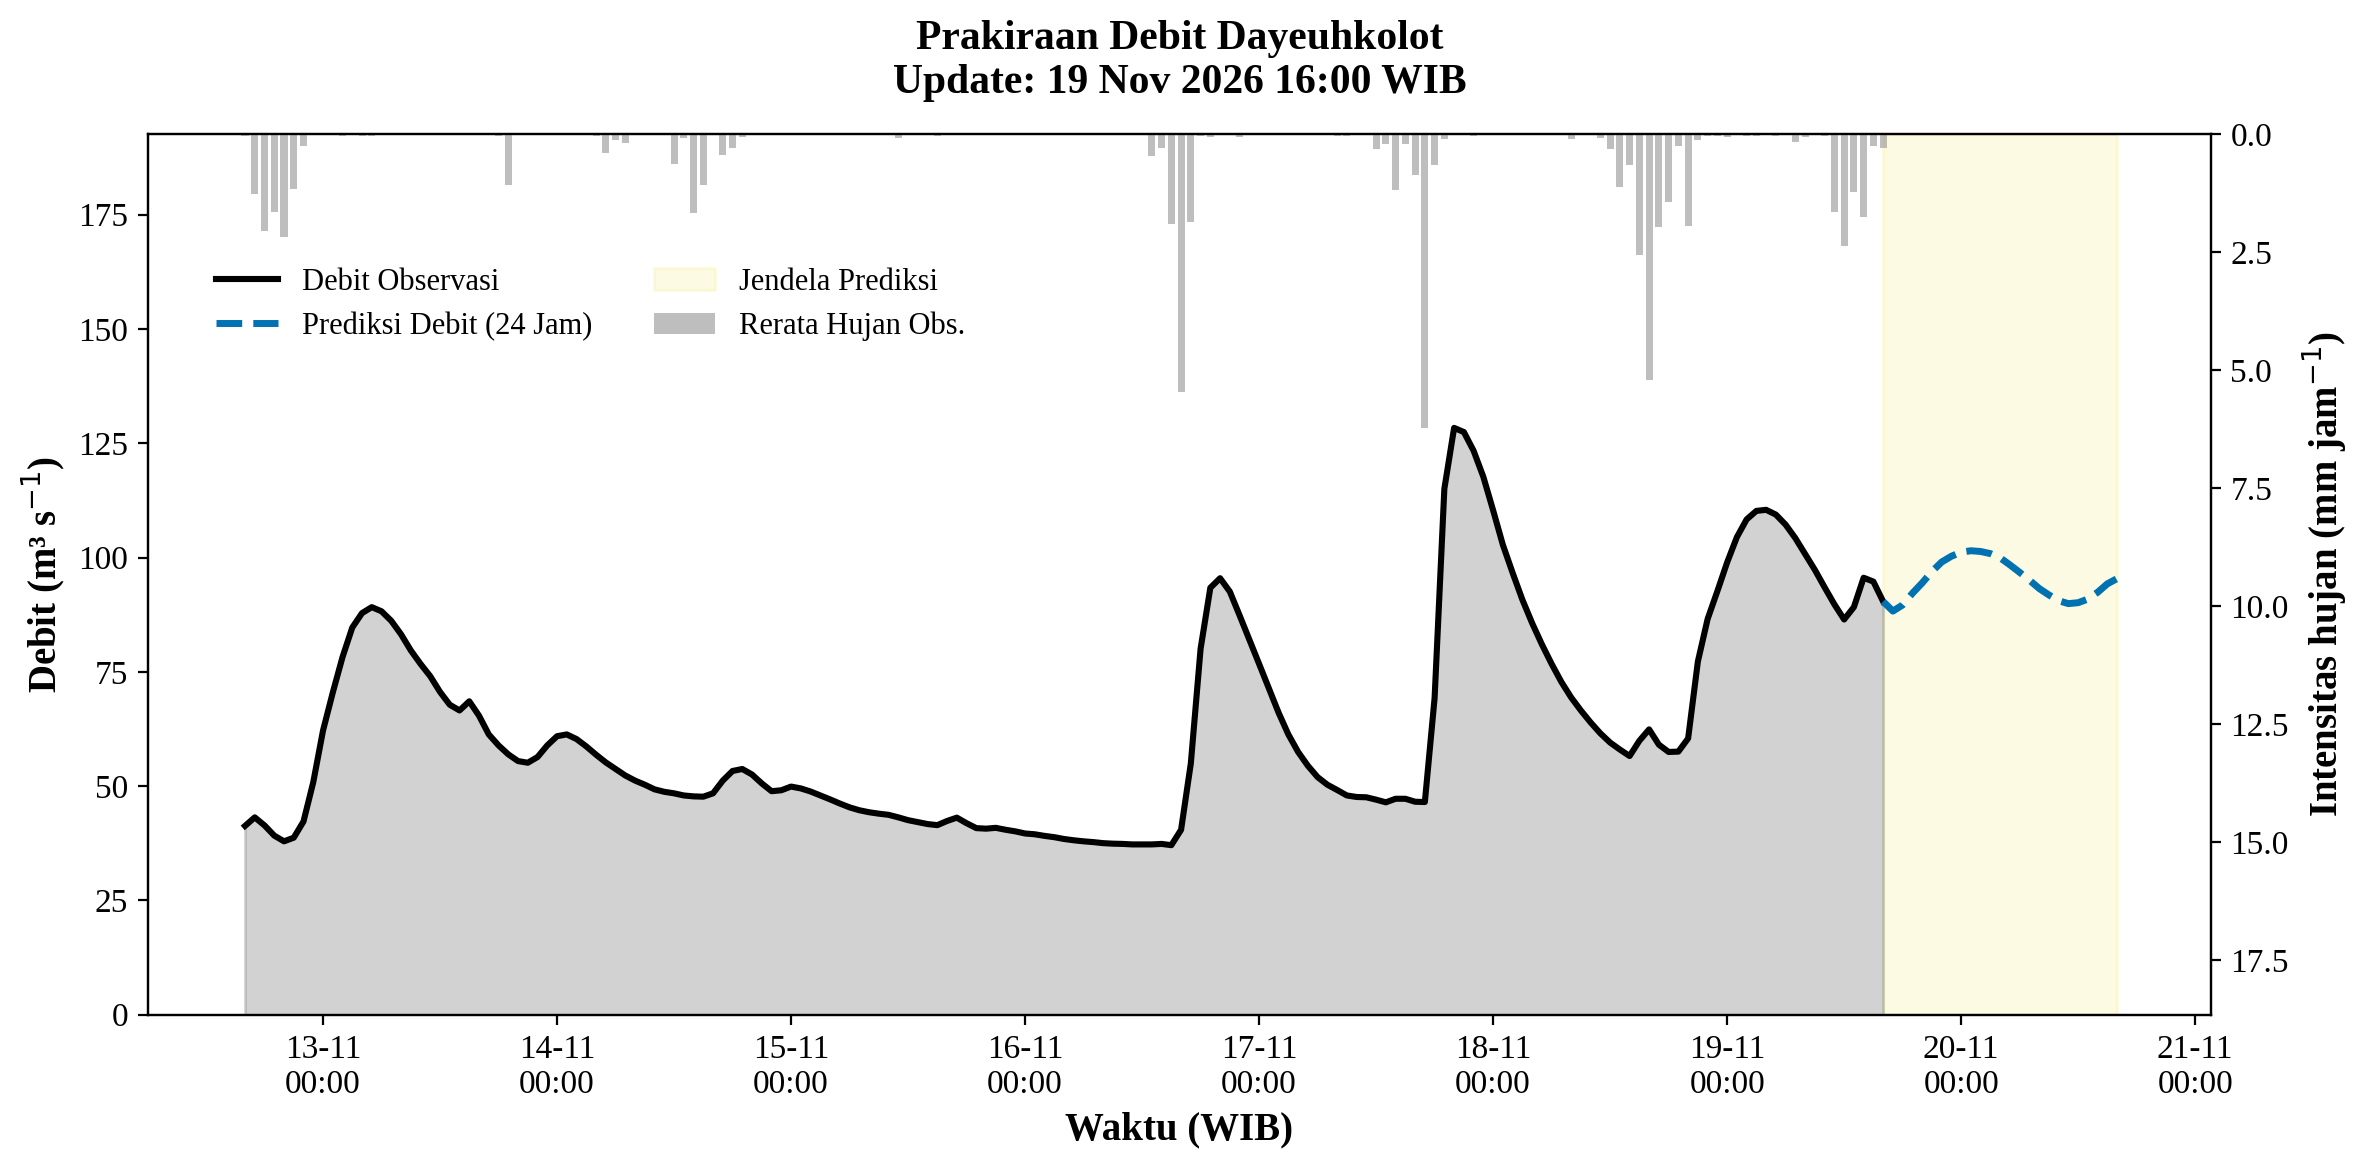 Prakiraan Debit Dayeuhkolot
Update: 19 Nov 2026 16:00 WIB
Debit (m³ s⁻¹)
175
150
125
100
75
50
25
0
Debit Observasi
Prediksi Debit (24 Jam)
Jendela Prediksi
Rerata Hujan Obs.
0.0
2.5
5.0
7.5
10.0
12.5
15.0
17.5
Intensitas hujan (mm jam⁻¹)
13-11 14-11 15-11 16-11 17-11 18-11 19-11 20-11 21-11
00:00 00:00 00:00 00:00 00:00 00:00 00:00 00:00 00:00
Waktu (WIB)